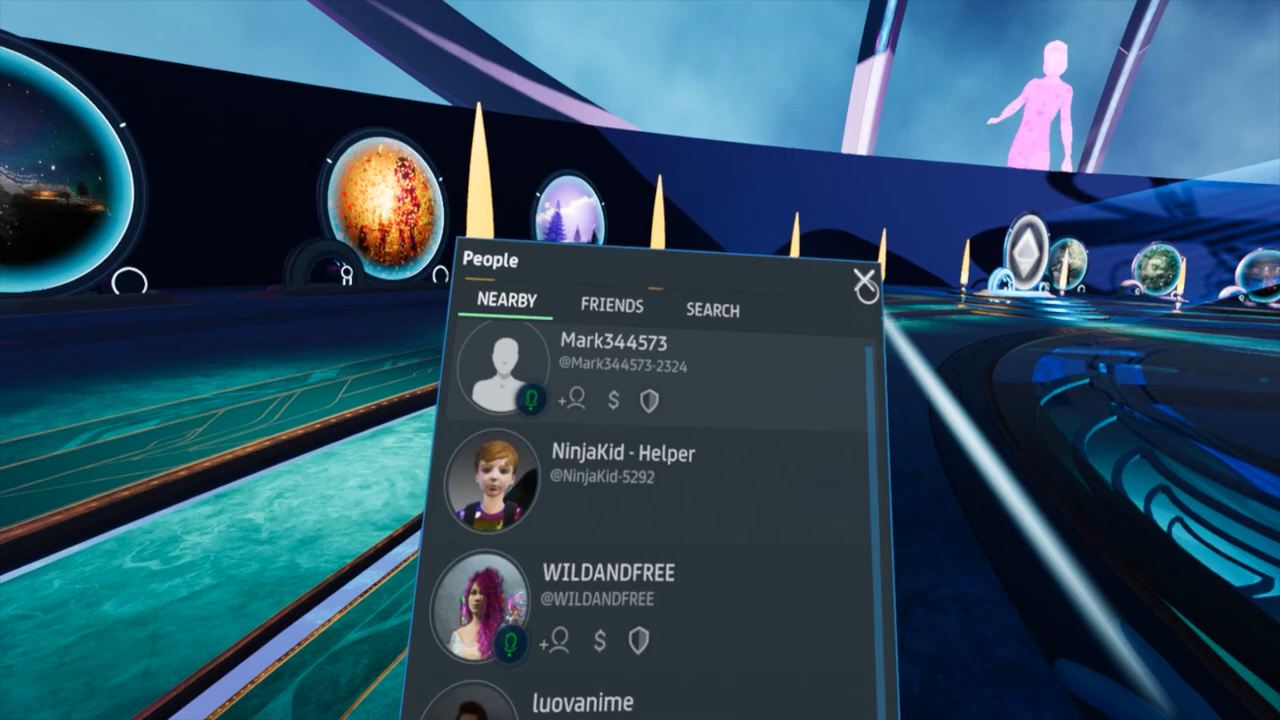 People
NEARBY FRIENDS SEARCH
Mark344573
@Mark344573-2324
NinjaKid - Helper
@NinjaKid-5292
WILDANDFREE
@WILDANDFREE
luovanime